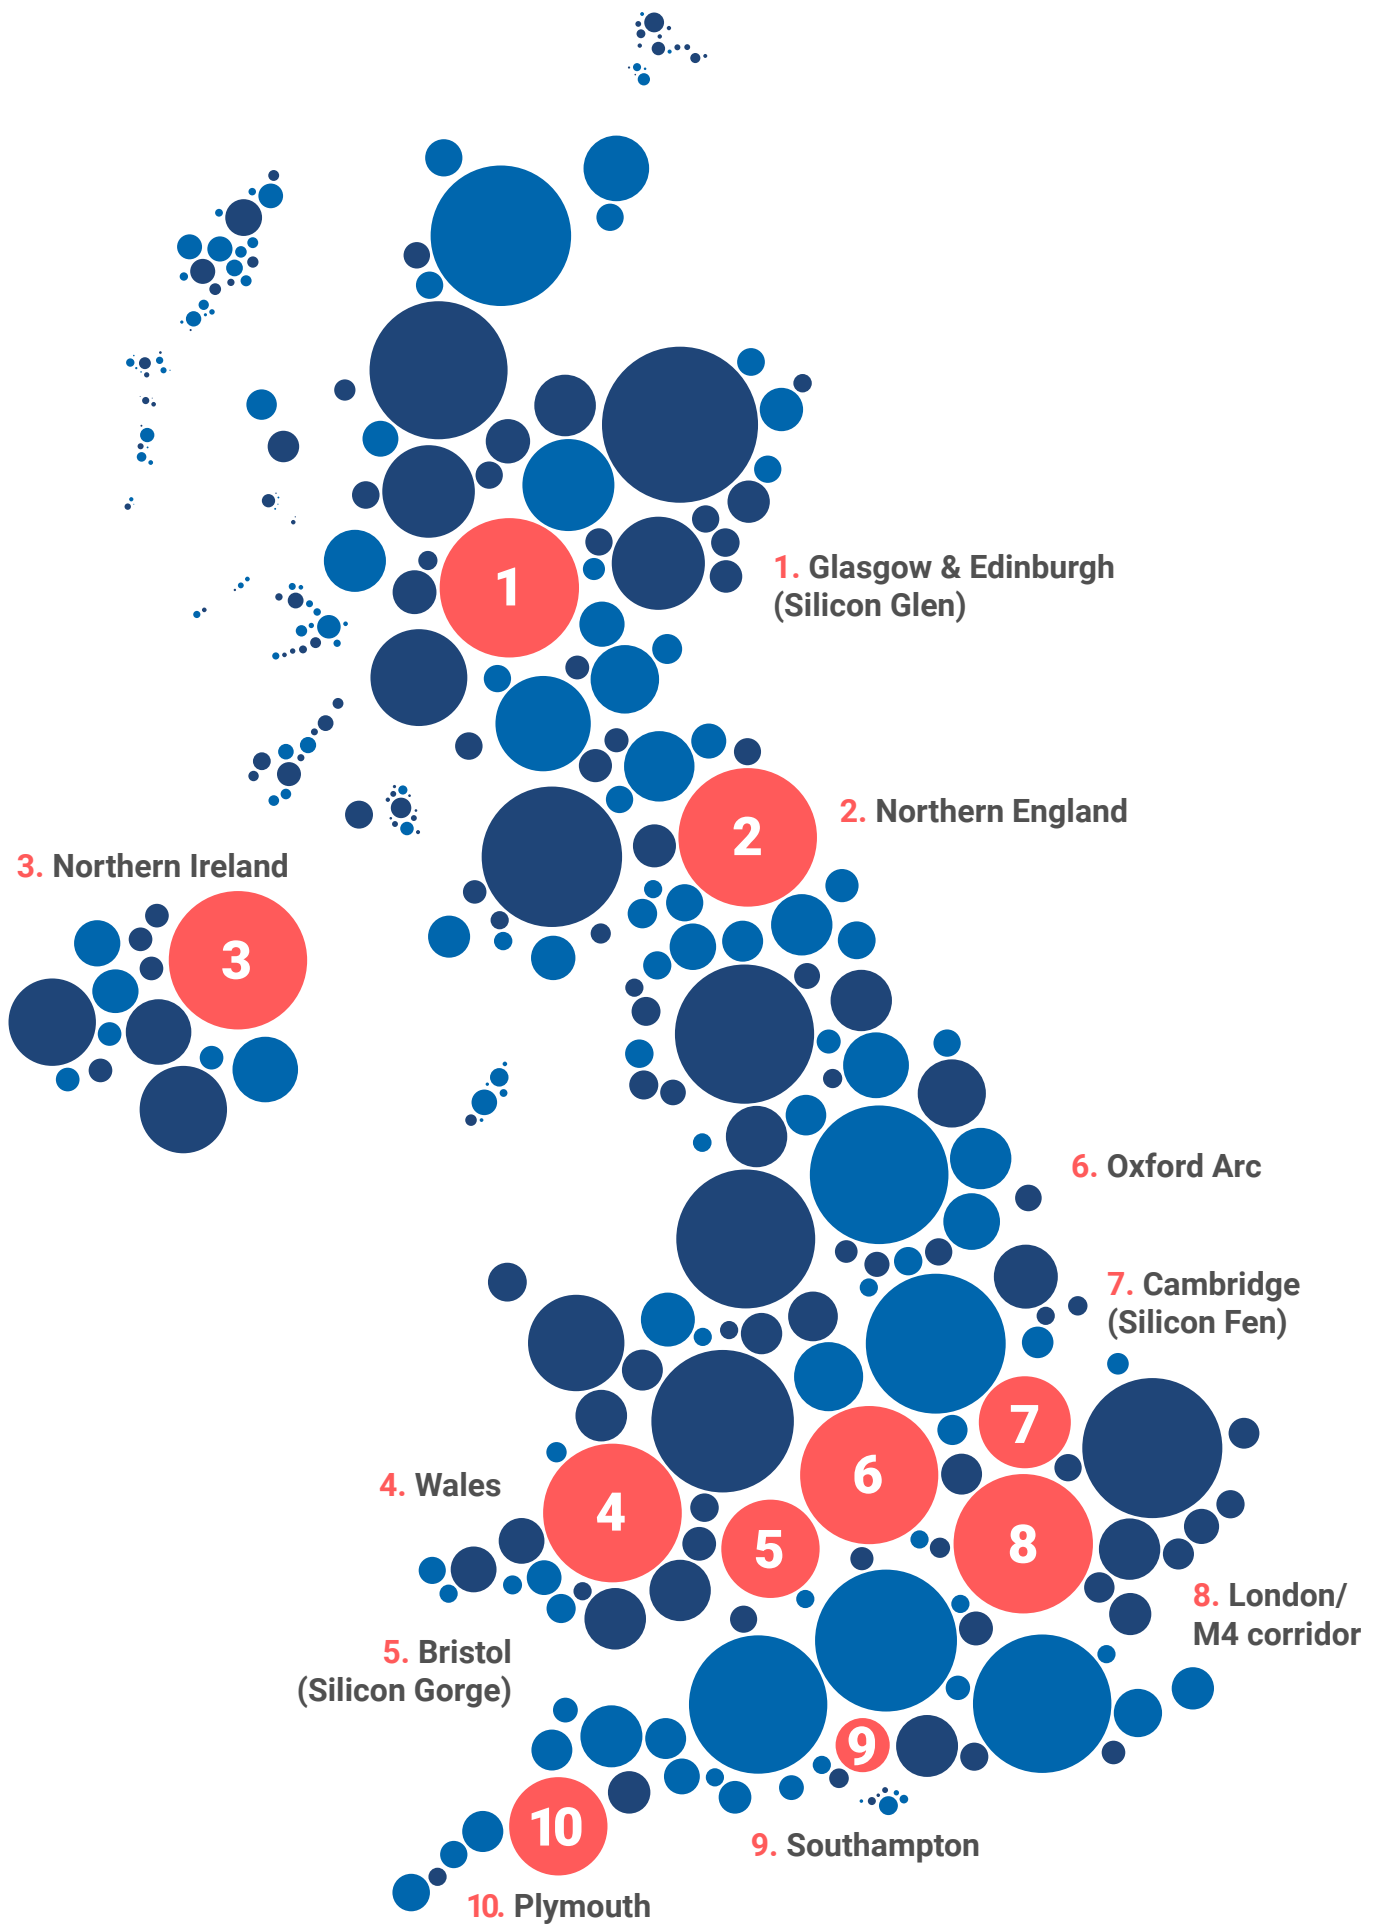 1
1. Glasgow & Edinburgh
(Silicon Glen)
2
2. Northern England
3. Northern Ireland
3
6. Oxford Arc
7. Cambridge
(Silicon Fen)
7
6
4. Wales
4
5
8
8. London/
M4 corridor
5. Bristol
(Silicon Gorge)
9
10
9. Southampton
10. Plymouth